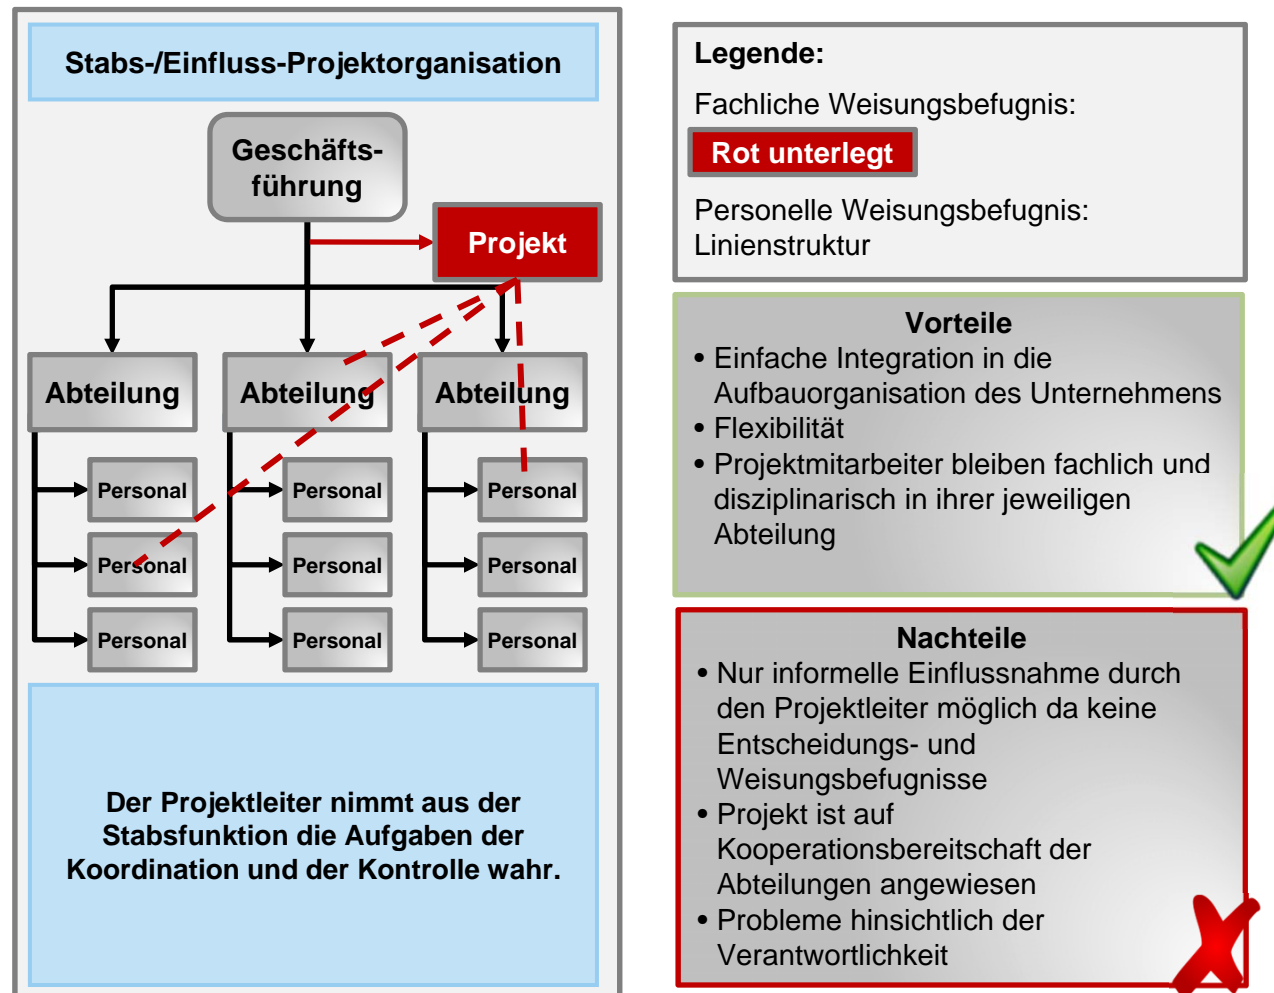 Stabs-/Einfluss-Projektorganisation
Geschäfts-
führung
Projekt
Abteilung
Abteilung
Abteilung
Personal
Personal
Personal
Personal
Personal
Personal
Personal
Personal
Personal
Der Projektleiter nimmt aus der
Stabsfunktion die Aufgaben der
Koordination und der Kontrolle wahr.
Legende:
Fachliche Weisungsbefugnis:
Rot unterlegt
Personelle Weisungsbefugnis:
Linienstruktur
Vorteile
• Einfache Integration in die
Aufbauorganisation des Unternehmens
• Flexibilität
• Projektmitarbeiter bleiben fachlich und
disziplinarisch in ihrer jeweiligen
Abteilung
Nachteile
• Nur informelle Einflussnahme durch
den Projektleiter möglich da keine
Entscheidungs- und
Weisungsbefugnisse
• Projekt ist auf
Kooperationsbereitschaft der
Abteilungen angewiesen
• Probleme hinsichtlich der
Verantwortlichkeit